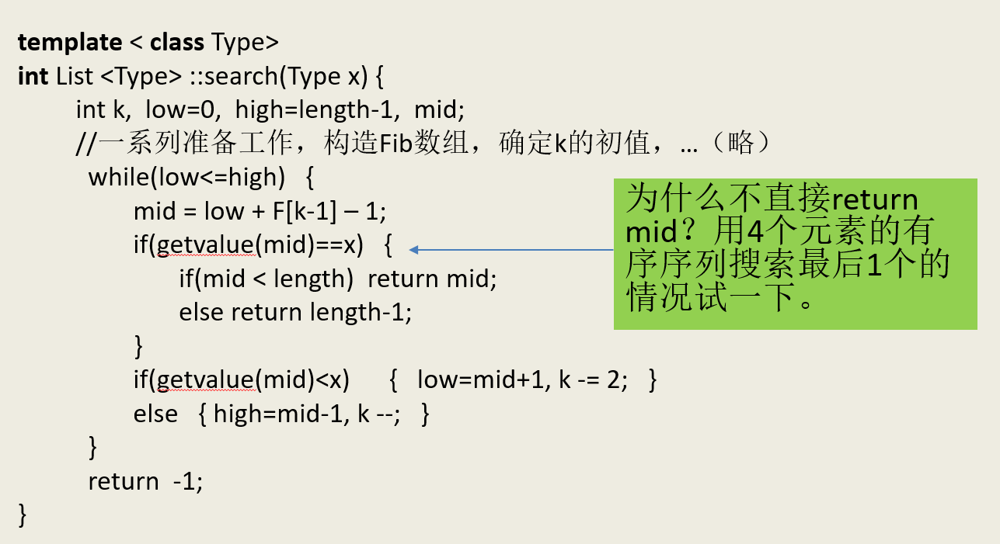 template < class Type>
int List <Type> ::search(Type x) {
int k, low=0, high=length-1, mid;
//一系列准备工作，构造Fib数组，确定k的初值，...（略）
while(low<=high) {
mid = low + F[k-1] – 1;
if(getvalue(mid)==x) {
if(mid < length) return mid;
else return length-1;
}
if(getvalue(mid)<x) { low=mid+1, k -= 2; }
else { high=mid-1, k --; }
}
return -1;
}
为什么不直接return
mid？用4个元素的有
序序列搜索最后1个的
情况试一下。